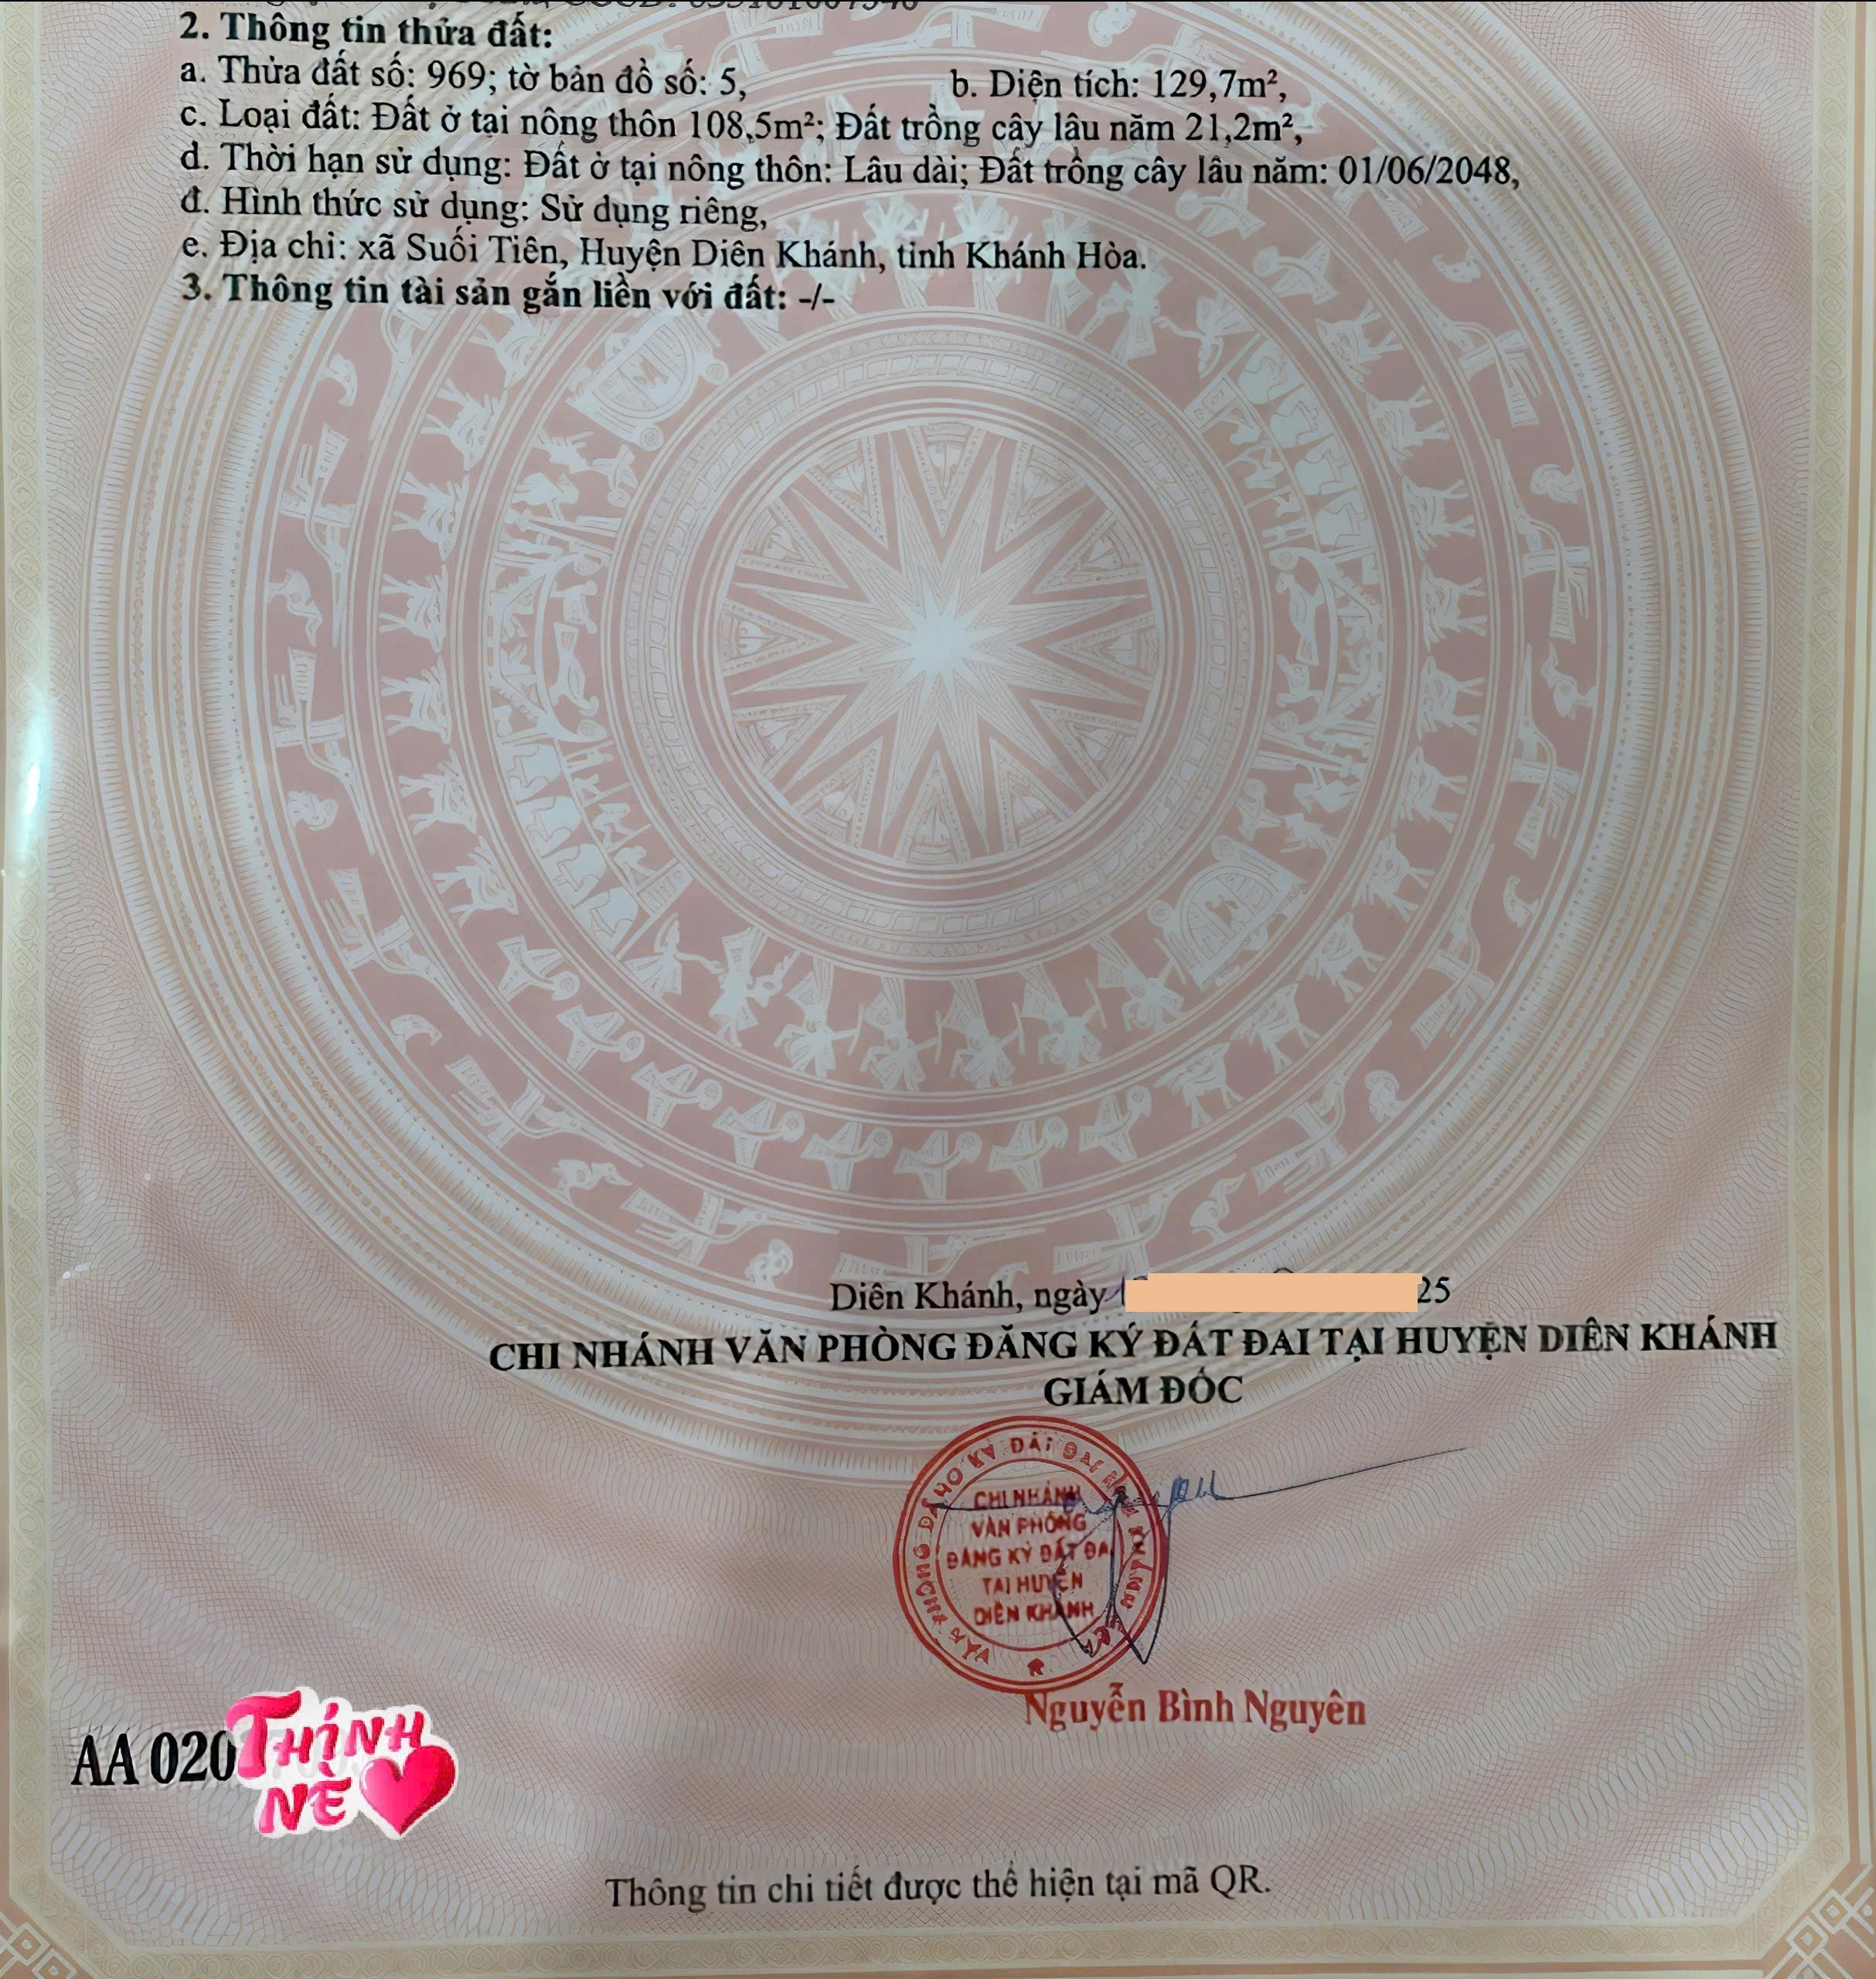 2. Thông tin thửa đất:
a. Thửa đất số: 969; tờ bản đồ số: 5, b. Diện tích: 129,7m²,
c. Loại đất: Đất ở tại nông thôn 108,5m²; Đất trồng cây lâu năm 21,2m²,
d. Thời hạn sử dụng: Đất ở tại nông thôn: Lâu dài; Đất trồng cây lâu năm: 01/06/2048,
đ. Hình thức sử dụng: Sử dụng riêng,
e. Địa chỉ: xã Suối Tiên, Huyện Diên Khánh, tỉnh Khánh Hòa.
3. Thông tin tài sản gắn liền với đất: -/-
Diên Khánh, ngày 25
CHI NHÁNH VĂN PHÒNG ĐĂNG KÝ ĐẤT ĐAI TẠI HUYỆN DIÊN KHÁNH
GIÁM ĐỐC
CHI NHÁNH
VĂN PHÒNG
ĐĂNG KÝ ĐẤT ĐAI
TẠI HUYỆN
DIÊN KHÁNH
Nguyễn Bình Nguyên
AA 020
THÍNH
NÈ
Thông tin chi tiết được thể hiện tại mã QR.